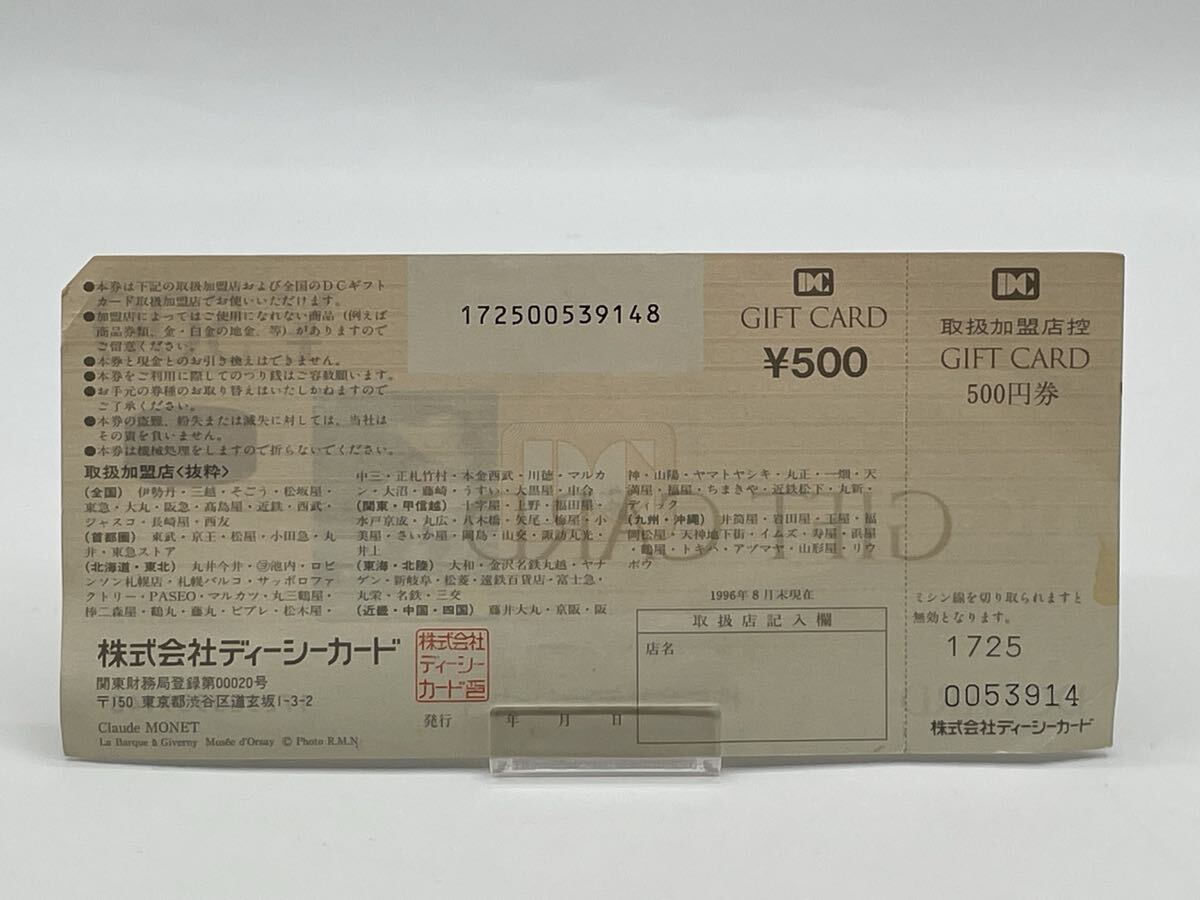 ●本券は下記の取扱加盟店および全国のDCギフト
カード取扱加盟店でお使いいただけます。
●加盟店によってはご使用になれない商品(例えば
商品券類、金・白金の地金、等)がありますので
ご留意ください。
●本券と現金とのお引き換えはできません。
●本券をご利用に際してのつり銭はご容赦願います。
●お手元の券種のお取り替えはいたしかねますので
ご了承ください。
●本券の盗難、紛失または滅失に対しては、当社は
その責を負いません。
●本券は機械処理をしますので折らないでください。
取扱加盟店〈抜粋〉
(全国) 伊勢丹・三越・そごう・松坂屋・
東急・大丸・阪急・髙島屋・近鉄・西武・
ジャスコ・長崎屋・西友
(首都圏) 東武・京王・松屋・小田急・丸
井・東急ストア
(北海道・東北) 丸井今井・ヨ池内・ロビ
ンソン札幌店・札幌パルコ・サッポロファ
クトリー・PASEO・マルカツ・丸三鶴屋・
棒二森屋・鶴丸・藤丸・ビブレ・松木屋・
中三・正札竹村・本金西武・川徳・マルカ
ン・大沼・藤崎・うすい・大黒屋・中合
(関東・甲信越) 十字屋・上野・福田屋・
水戸京成・丸広・八木橋・矢尾・梅屋・小
美屋・さいか屋・岡島・山交・諏訪丸光・
井上
(東海・北陸) 大和・金沢名鉄丸越・ヤナ
ゲン・新岐阜・松菱・遠鉄百貨店・富士急・
丸栄・名鉄・三交
(近畿・中国・四国) 藤井大丸・京阪・阪
神・山陽・ヤマトヤシキ・丸正・一畑・天
満屋・福屋・ちまきや・近鉄松下・丸新・
ディック
(九州・沖縄) 井筒屋・岩田屋・玉屋・福
岡松屋・天神地下街・イムズ・寿屋・浜屋
・鶴屋・トキハ・アヅマヤ・山形屋・リウ
ボウ
株式会社ディーシーカード
関東財務局登録第00020号
〒150 東京都渋谷区道玄坂1-3-2
Claude MONET
La Barque à Giverny Musée d'Orsay © Photo R.M.N
株式会社
ディーシー
カード
発行 年 月 日
172500539148
DC
GIFT CARD
¥500
1996年8月末現在
取扱店記入欄
店名
DC
取扱加盟店控
GIFT CARD
500円券
ミシン線を切り取られますと
無効となります。
1725
0053914
株式会社ディーシーカード